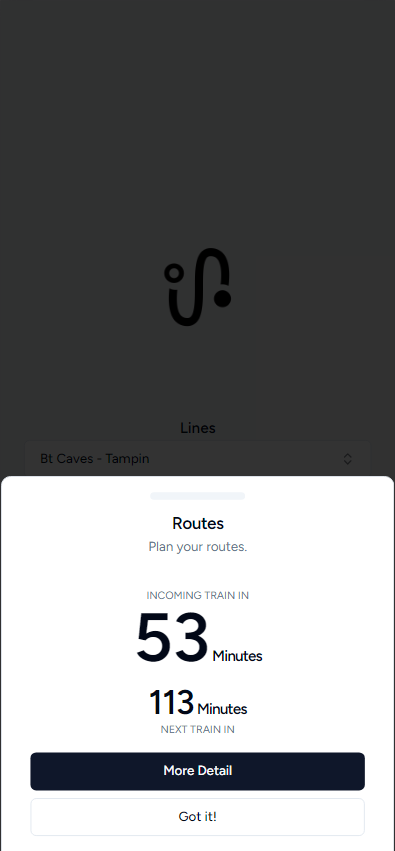 Lines
Bt Caves - Tampin
Routes
Plan your routes.
INCOMING TRAIN IN
53 Minutes
113 Minutes
NEXT TRAIN IN
More Detail
Got it!